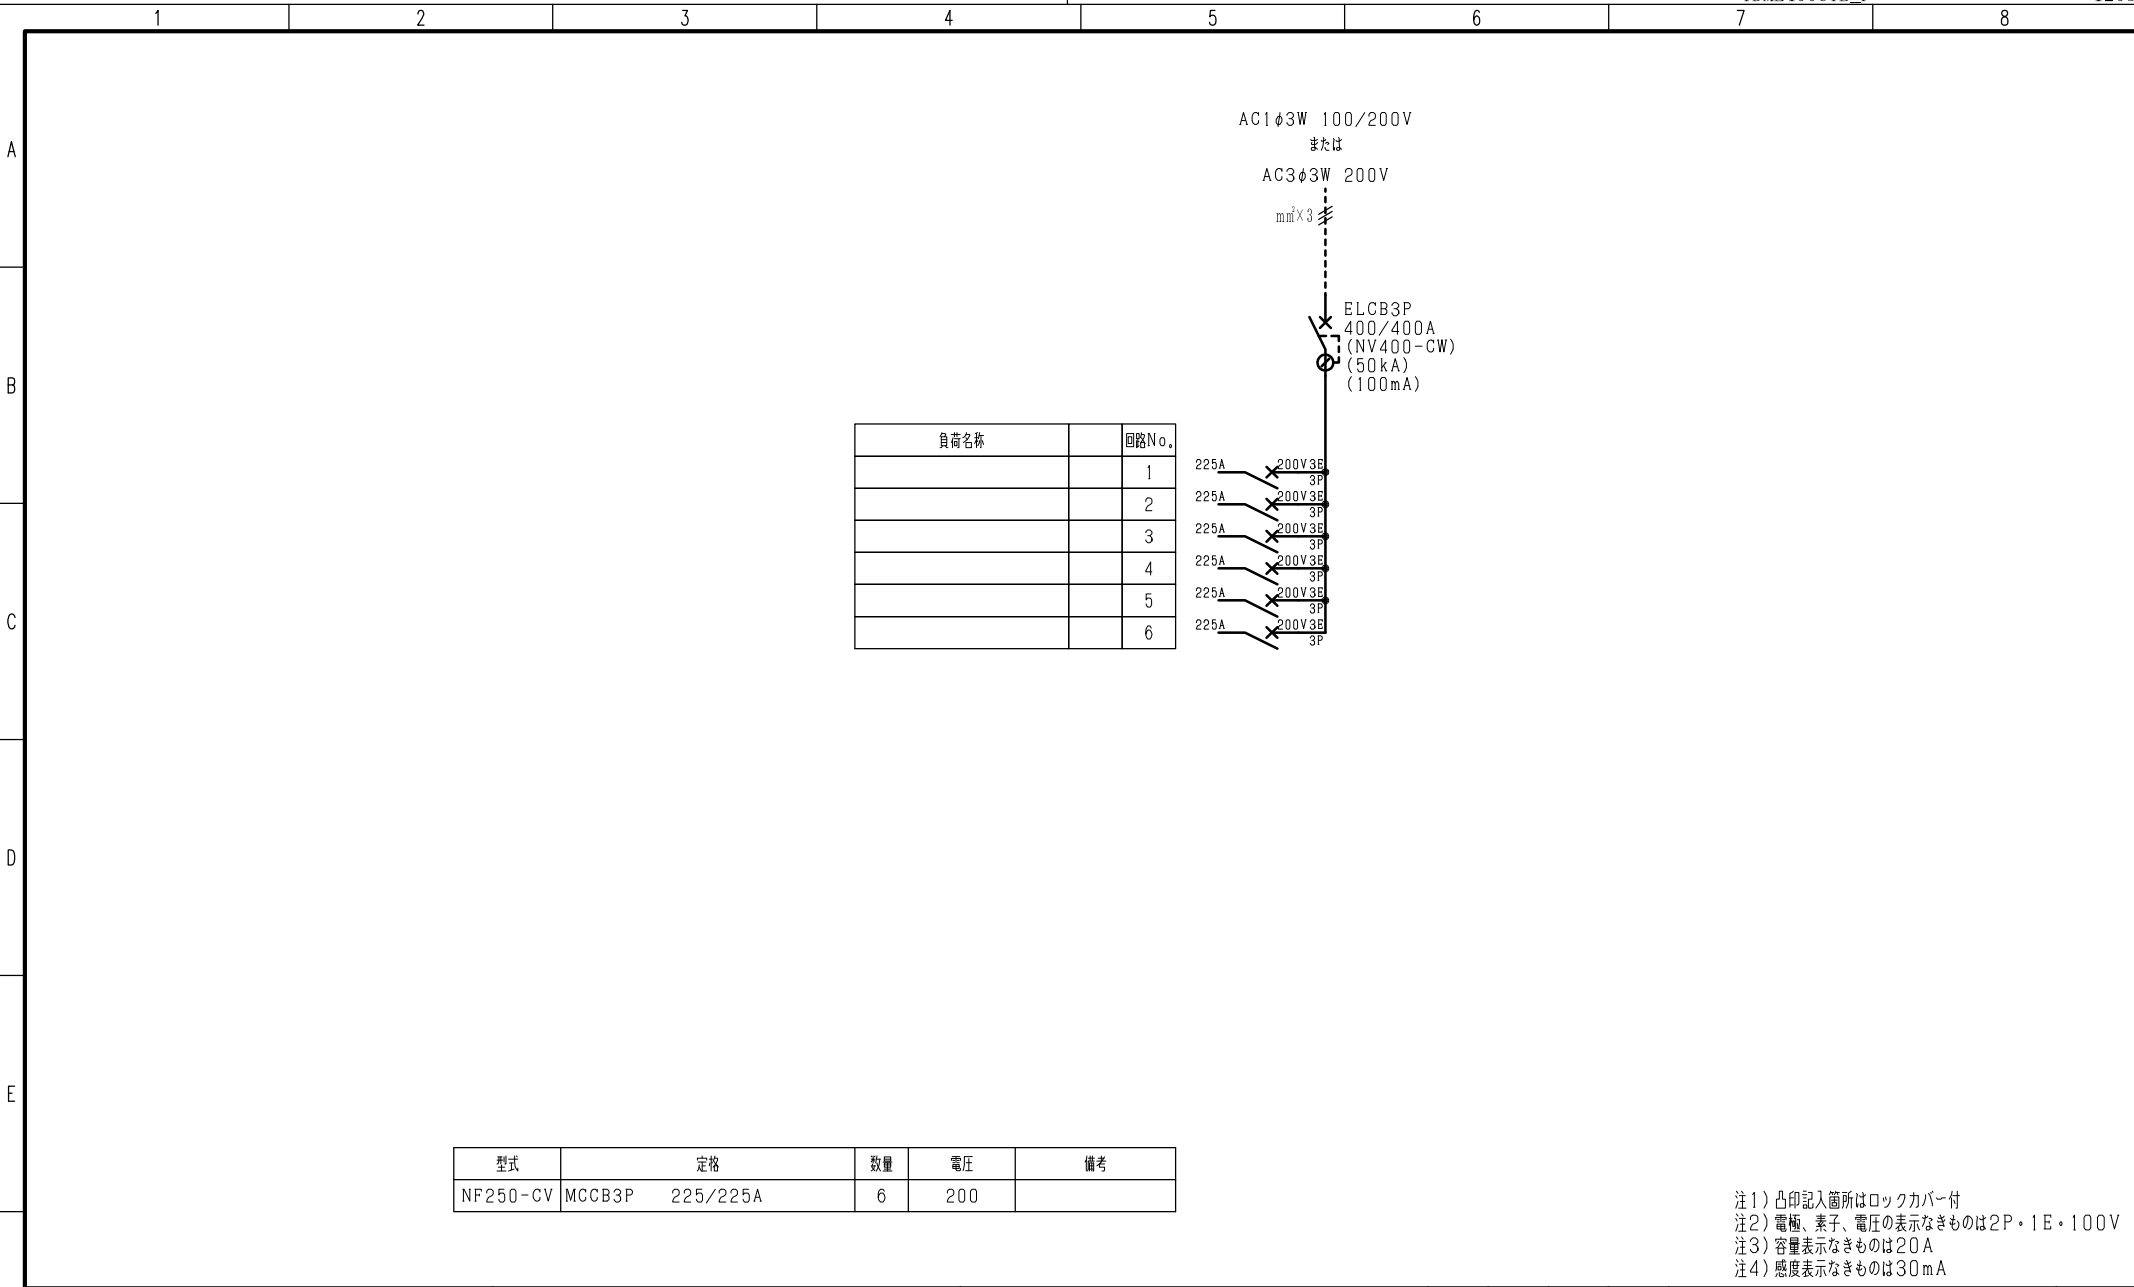 1 2 3 4 5 6 7 8
A
B
C
D
E
AC1φ3W 100/200V
または
AC3φ3W 200V
mm²×3
ELCB3P
400/400A
(NV400-CW)
(50kA)
(100mA)
負荷名称 回路No。
1 225A 200V3E
3P
2 225A 200V3E
3P
3 225A 200V3E
3P
4 225A 200V3E
3P
5 225A 200V3E
3P
6 225A 200V3E
3P
型式 定格 数量 電圧 備考
NF250-CV MCCB3P 225/225A 6 200
注1)凸印記入箇所はロックカバー付
注2)電極、素子、電圧の表示なきものは2P・1E・100V
注3)容量表示なきものは20A
注4)感度表示なきものは30mA